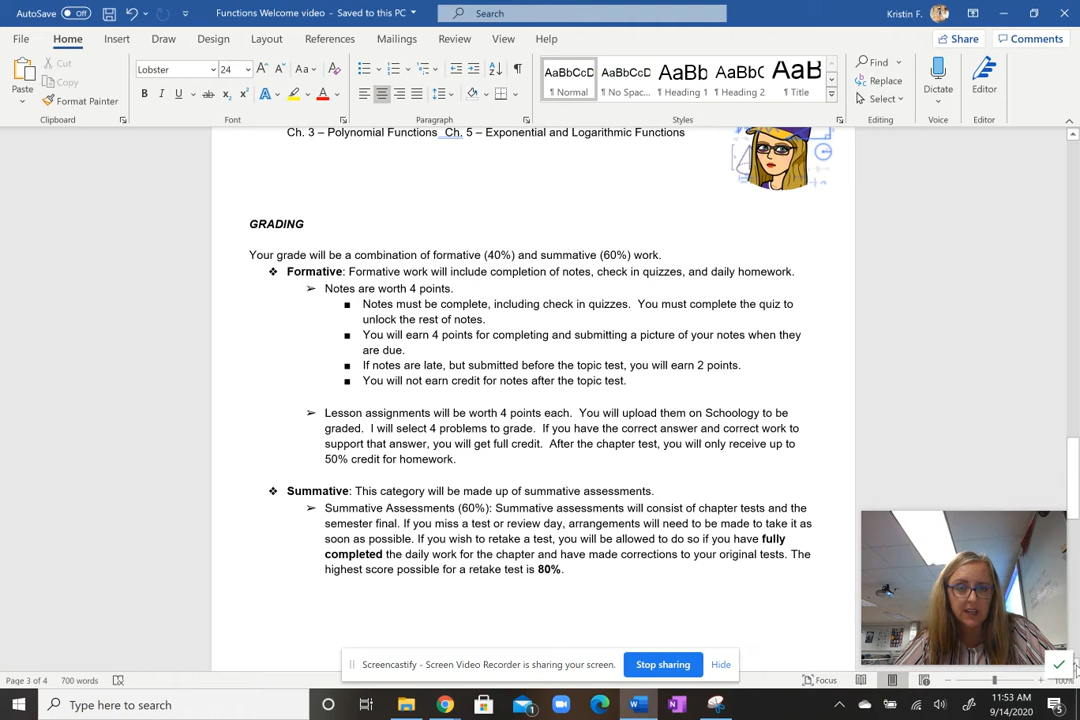 AutoSave Off Functions Welcome video - Saved to this PC Search Kristin F.
File Home Insert Draw Design Layout References Mailings Review View Help Share Comments
Paste Cut Copy Format Painter Clipboard
Lobster 24 Font
Paragraph
AaBbCcD Normal AaBbCcD No Spac... AaBb Heading 1 AaBbC Heading 2 AaB Title Styles
Find Replace Select Editing
Dictate Voice
Editor Editor
Ch. 3 – Polynomial Functions Ch. 5 – Exponential and Logarithmic Functions
GRADING
Your grade will be a combination of formative (40%) and summative (60%) work.
❖ Formative: Formative work will include completion of notes, check in quizzes, and daily homework.
➢ Notes are worth 4 points.
▪ Notes must be complete, including check in quizzes. You must complete the quiz to
unlock the rest of notes.
▪ You will earn 4 points for completing and submitting a picture of your notes when they
are due.
▪ If notes are late, but submitted before the topic test, you will earn 2 points.
▪ You will not earn credit for notes after the topic test.
➢ Lesson assignments will be worth 4 points each. You will upload them on Schoology to be
graded. I will select 4 problems to grade. If you have the correct answer and correct work to
support that answer, you will get full credit. After the chapter test, you will only receive up to
50% credit for homework.
❖ Summative: This category will be made up of summative assessments.
➢ Summative Assessments (60%): Summative assessments will consist of chapter tests and the
semester final. If you miss a test or review day, arrangements will need to be made to take it as
soon as possible. If you wish to retake a test, you will be allowed to do so if you have fully
completed the daily work for the chapter and have made corrections to your original tests. The
highest score possible for a retake test is 80%.
Screencastify - Screen Video Recorder is sharing your screen. Stop sharing Hide
Page 3 of 4 700 words Focus 100%
Type here to search 11:53 AM
9/14/2020